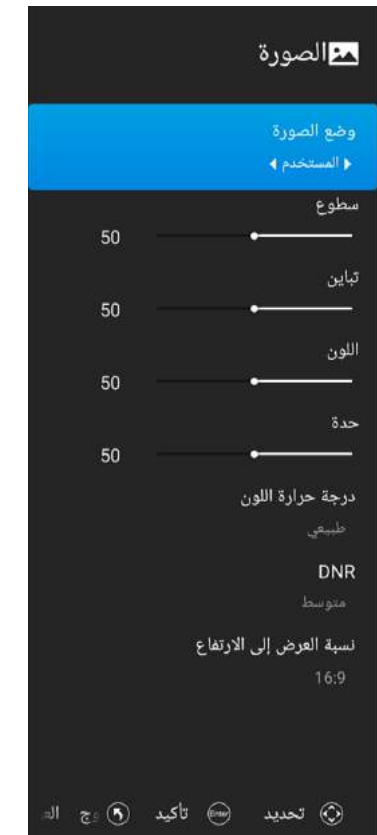 الصورة
وضع الصورة
المستخدم
سطوع
50
تباين
50
اللون
50
حدة
50
درجة حرارة اللون
طبيعي
DNR
متوسط
نسبة العرض إلى الارتفاع
16:9
تحديد Enter تأكيد